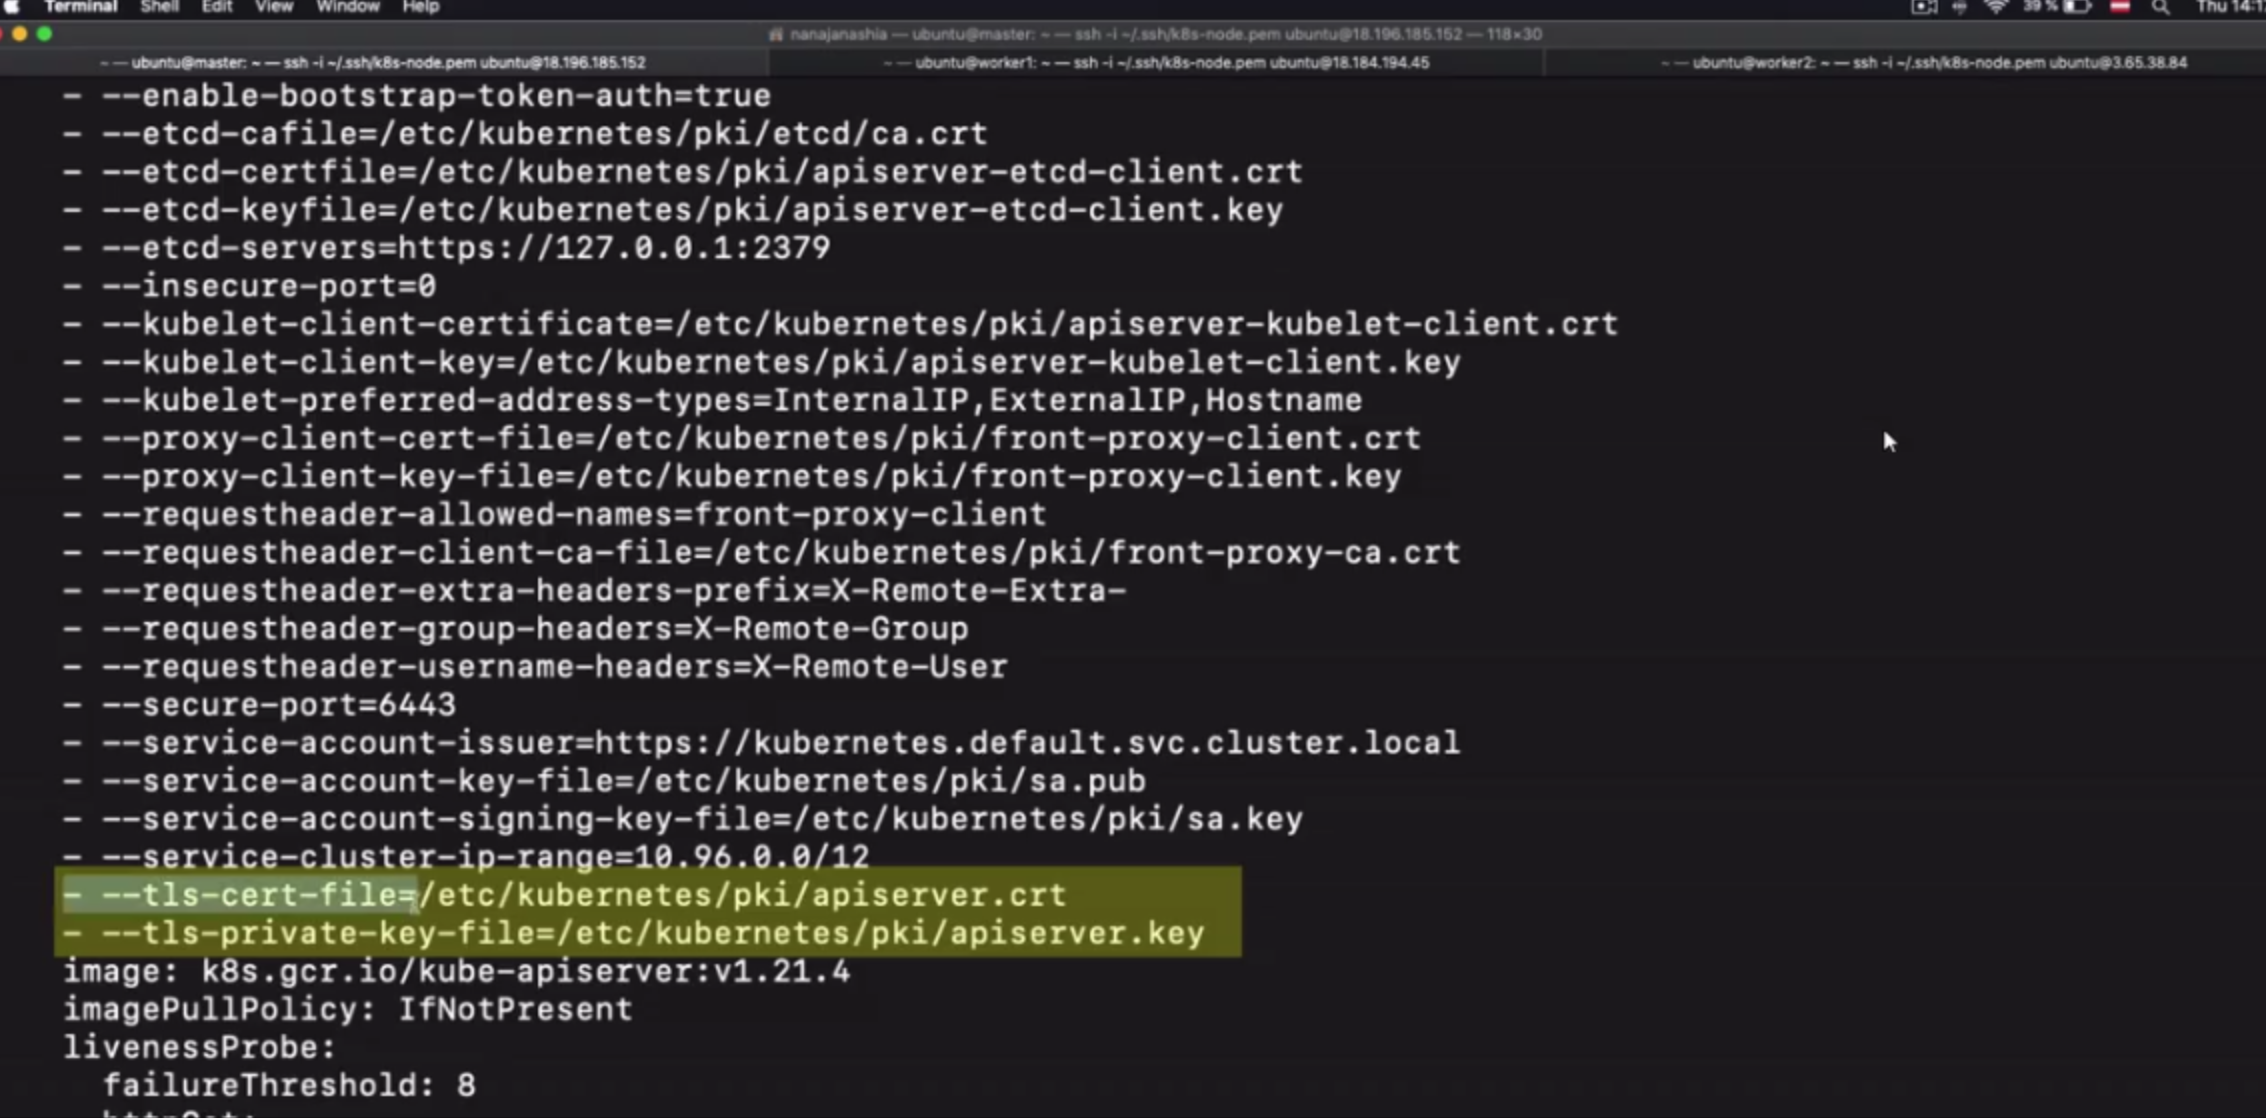 Terminal Shell Edit View Window Help 39 % Thu 14:1
nanajanashia — ubuntu@master: ~ — ssh -i ~/.ssh/k8s-node.pem ubuntu@18.196.185.152 — 118×30
~ — ubuntu@master: ~ — ssh -i ~/.ssh/k8s-node.pem ubuntu@18.196.185.152 ~ — ubuntu@worker1: ~ — ssh -i ~/.ssh/k8s-node.pem ubuntu@18.184.194.45 ~ — ubuntu@worker2: ~ — ssh -i ~/.ssh/k8s-node.pem ubuntu@3.65.38.84
- --enable-bootstrap-token-auth=true
- --etcd-cafile=/etc/kubernetes/pki/etcd/ca.crt
- --etcd-certfile=/etc/kubernetes/pki/apiserver-etcd-client.crt
- --etcd-keyfile=/etc/kubernetes/pki/apiserver-etcd-client.key
- --etcd-servers=https://127.0.0.1:2379
- --insecure-port=0
- --kubelet-client-certificate=/etc/kubernetes/pki/apiserver-kubelet-client.crt
- --kubelet-client-key=/etc/kubernetes/pki/apiserver-kubelet-client.key
- --kubelet-preferred-address-types=InternalIP,ExternalIP,Hostname
- --proxy-client-cert-file=/etc/kubernetes/pki/front-proxy-client.crt
- --proxy-client-key-file=/etc/kubernetes/pki/front-proxy-client.key
- --requestheader-allowed-names=front-proxy-client
- --requestheader-client-ca-file=/etc/kubernetes/pki/front-proxy-ca.crt
- --requestheader-extra-headers-prefix=X-Remote-Extra-
- --requestheader-group-headers=X-Remote-Group
- --requestheader-username-headers=X-Remote-User
- --secure-port=6443
- --service-account-issuer=https://kubernetes.default.svc.cluster.local
- --service-account-key-file=/etc/kubernetes/pki/sa.pub
- --service-account-signing-key-file=/etc/kubernetes/pki/sa.key
- --service-cluster-ip-range=10.96.0.0/12
- --tls-cert-file=/etc/kubernetes/pki/apiserver.crt
- --tls-private-key-file=/etc/kubernetes/pki/apiserver.key
image: k8s.gcr.io/kube-apiserver:v1.21.4
imagePullPolicy: IfNotPresent
livenessProbe:
failureThreshold: 8